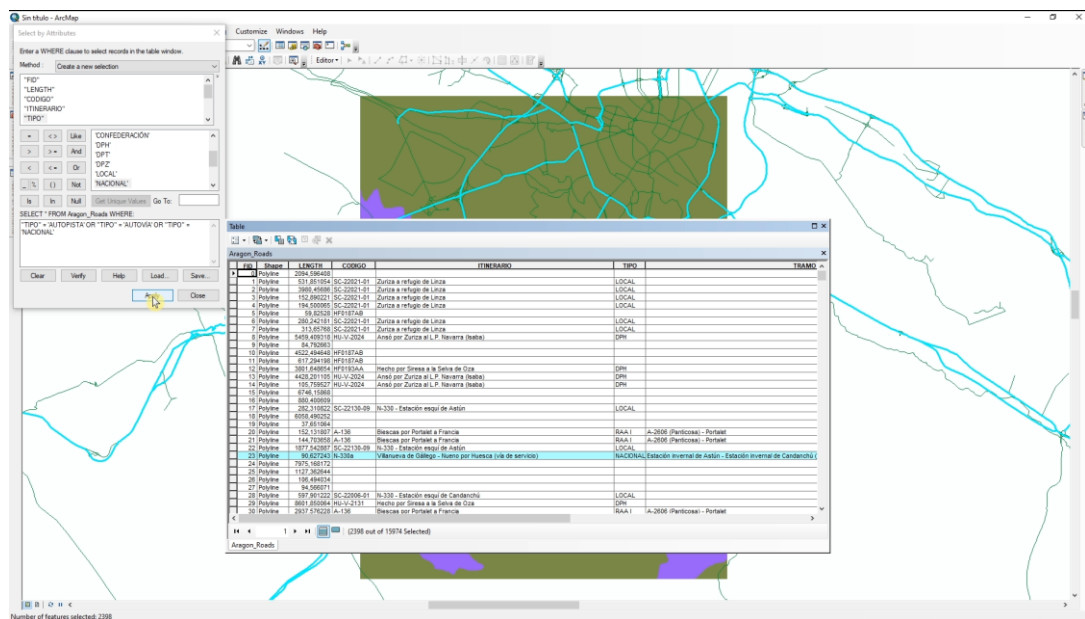 Sin título - ArcMap
Select by Attributes
Customize Windows Help
Enter a WHERE clause to select records in the table window.
Method : Create a new selection
Editor
"FID"
"LENGTH"
"CODIGO"
"ITINERARIO"
"TIPO"
= <> Like 'CONFEDERACIÓN'
'DPH'
> >= And 'DPT'
'DPZ'
< <= Or 'LOCAL'
_ % () Not 'NACIONAL'
Is In Null Get Unique Values Go To:
SELECT * FROM Aragon_Roads WHERE:
"TIPO" = 'AUTOPISTA' OR "TIPO" = 'AUTOVIA' OR "TIPO" =
'NACIONAL'
Clear Verify Help Load... Save...
Apply Close
Table
Aragon_Roads
FID Shape LENGTH CODIGO ITINERARIO TIPO TRAMO
0 Polyline 2094,596408
1 Polyline 531,851054 SC-22021-01 Zuriza a refugio de Linza LOCAL
2 Polyline 3980,45686 SC-22021-01 Zuriza a refugio de Linza LOCAL
3 Polyline 152,890221 SC-22021-01 Zuriza a refugio de Linza LOCAL
4 Polyline 194,500065 SC-22021-01 Zuriza a refugio de Linza LOCAL
5 Polyline 59,82528 HF0187AB
6 Polyline 280,242181 SC-22021-01 Zuriza a refugio de Linza LOCAL
7 Polyline 313,65768 SC-22021-01 Zuriza a refugio de Linza LOCAL
8 Polyline 5459,409318 HU-V-2024 Ansó por Zuriza al L.P. Navarra (Isaba) DPH
9 Polyline 84,792663
10 Polyline 4522,494648 HF0187AB
11 Polyline 617,294198 HF0187AB
12 Polyline 3801,648654 HF0193AA Hecho por Siresa a la Selva de Oza DPH
13 Polyline 4428,201105 HU-V-2024 Ansó por Zuriza al L.P. Navarra (Isaba) DPH
14 Polyline 105,759527 HU-V-2024 Ansó por Zuriza al L.P. Navarra (Isaba) DPH
15 Polyline 6746,15868
16 Polyline 880,400609
17 Polyline 282,310822 SC-22130-09 N-330 - Estación esquí de Astún LOCAL
18 Polyline 6058,490252
19 Polyline 37,651064
20 Polyline 152,131807 A-136 Biescas por Portalet a Francia RAA I A-2606 (Panticosa) - Portalet
21 Polyline 144,703658 A-136 Biescas por Portalet a Francia RAA I A-2606 (Panticosa) - Portalet
22 Polyline 1877,542887 SC-22130-09 N-330 - Estación esquí de Astún LOCAL
23 Polyline 90,627243 N-330a Villanueva de Gállego - Nueno por Huesca (vía de servicio) NACIONAL Estación invernal de Astún - Estación invernal de Candanchú (
24 Polyline 7975,168172
25 Polyline 1127,362644
26 Polyline 106,494034
27 Polyline 94,566071
28 Polyline 597,901222 SC-22006-01 N-330 - Estación esquí de Candanchú LOCAL
29 Polyline 8601,850064 HU-V-2131 Hecho por Siresa a la Selva de Oza DPH
30 Polyline 2937,576228 A-136 Biescas por Portalet a Francia RAA I A-2606 (Panticosa) - Portalet
1 (2398 out of 15974 Selected)
Aragon_Roads
Number of features selected: 2398